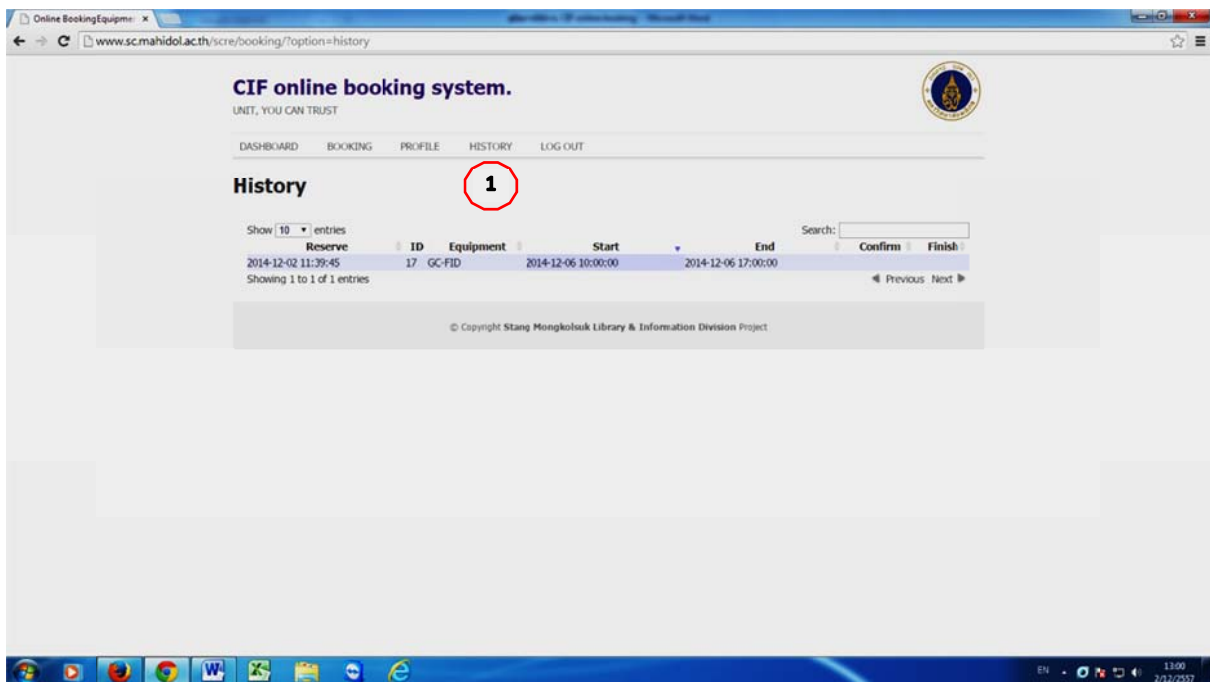 Online BookingEquipme
www.sc.mahidol.ac.th/scre/booking/?option=history
CIF online booking system.
UNIT, YOU CAN TRUST
DASHBOARD BOOKING PROFILE HISTORY LOG OUT
History
1
Show 10 entries Search:
Reserve ID Equipment Start End Confirm Finish
2014-12-02 11:39:45 17 GC-FID 2014-12-06 10:00:00 2014-12-06 17:00:00
Showing 1 to 1 of 1 entries Previous Next
© Copyright Stang Mongkolsuk Library & Information Division Project
EN 13:00
2/12/2557